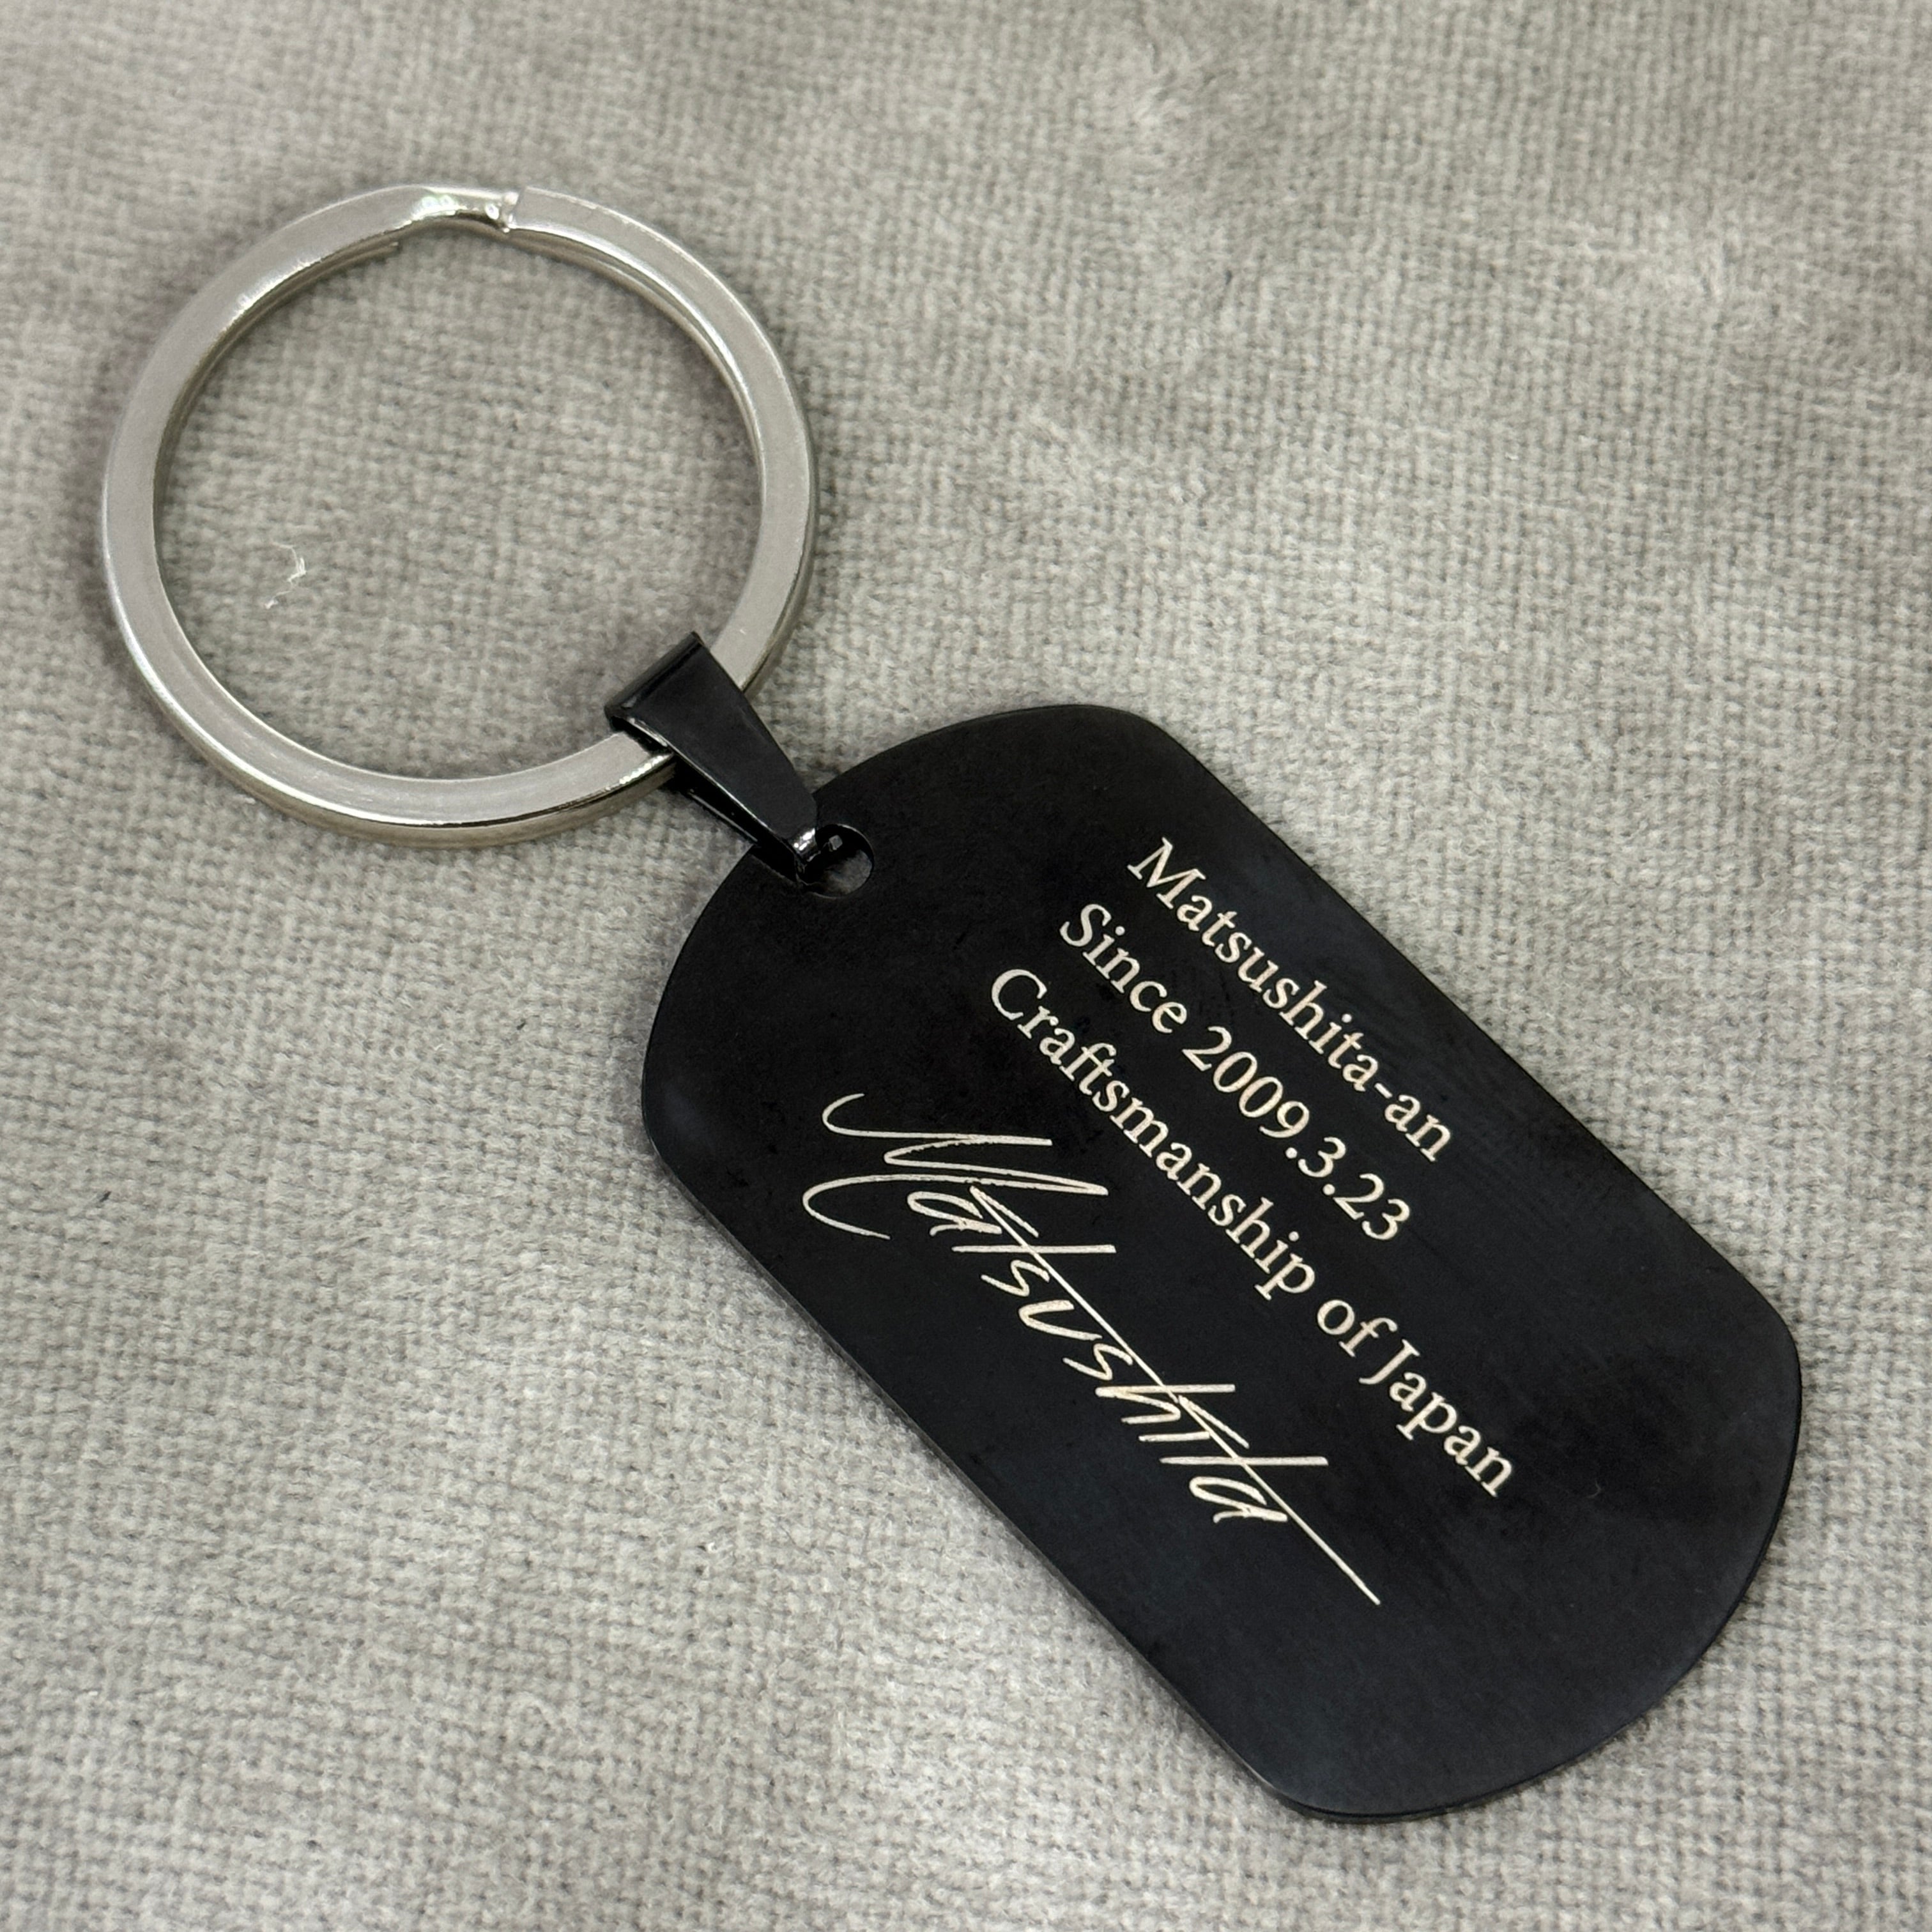 Matsushita-an
Since 2009.3.23
Craftsmanship of Japan
Matsushita